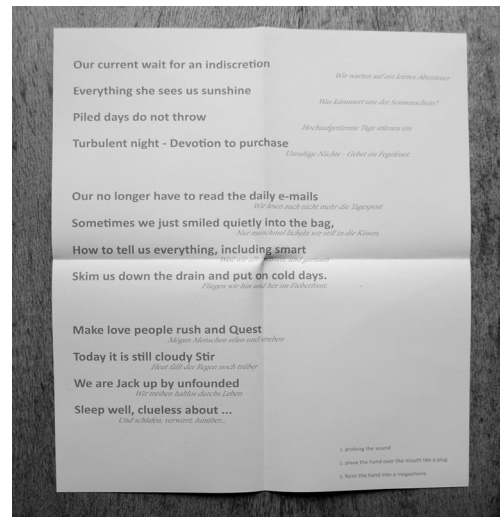 Our current wait for an indiscretion
Wir warten auf ein letztes Abenteuer
Everything she sees us sunshine
Was kümmert uns der Sonnenschein?
Piled days do not throw
Hochaufgetürmte Tage stürzen ein
Turbulent night - Devotion to purchase
Unruhige Nächte - Gebet im Fegefeuer.
Our no longer have to read the daily e-mails
Wir lesen auch nicht mehr die Tagespost
Sometimes we just smiled quietly into the bag,
Nur manchmal lächeln wir still in die Kissen,
How to tell us everything, including smart
Weil wir alles und gerissen
Skim us down the drain and put on cold days.
Fliegen wir hin und her im Fieberfrost.
Make love people rush and Quest
Mögen Menschen eilen und streben
Today it is still cloudy Stir
Heut fällt der Regen noch trüber
We are Jack up by unfounded
Wir treiben haltlos durchs Leben
Sleep well, clueless about ...
Und schlafen, verwirrt, hinüber..
1. prolong the sound
2. place the hand over the mouth like a plug
3. form the hand into a megaphone